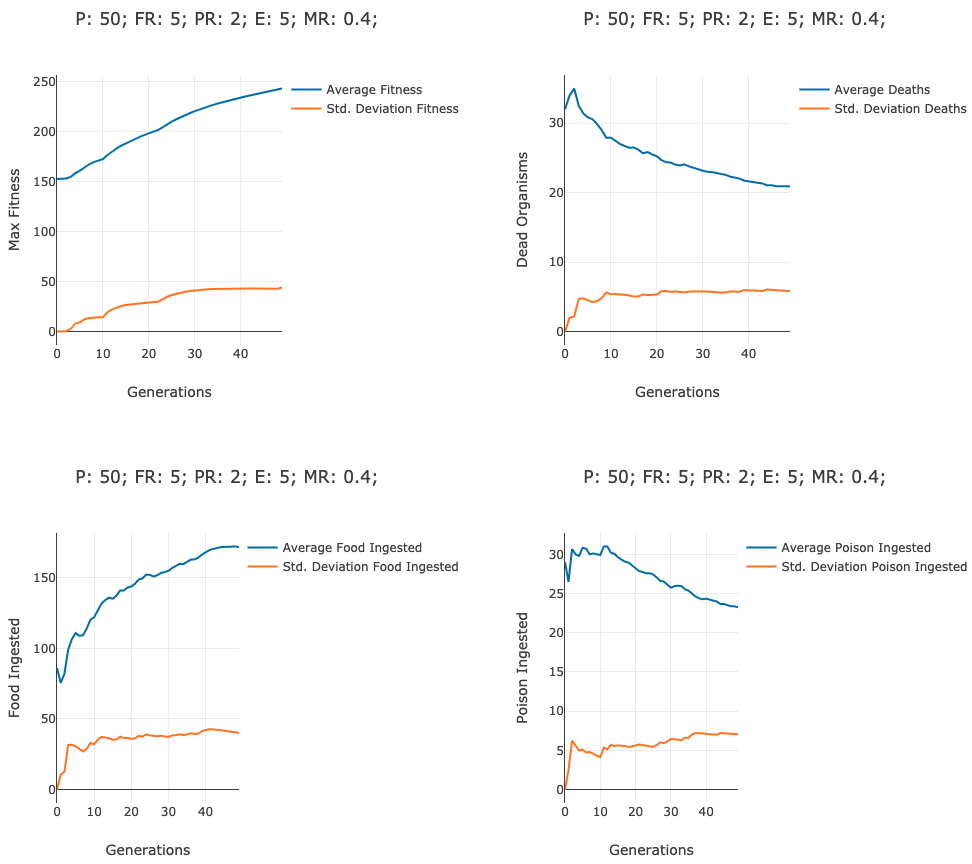 P: 50; FR: 5; PR: 2; E: 5; MR: 0.4;
250
200
150
100
50
0
Max Fitness
0 10 20 30 40
Generations
Average Fitness
Std. Deviation Fitness
P: 50; FR: 5; PR: 2; E: 5; MR: 0.4;
30
20
10
0
Dead Organisms
0 10 20 30 40
Generations
Average Deaths
Std. Deviation Deaths
P: 50; FR: 5; PR: 2; E: 5; MR: 0.4;
150
100
50
0
Food Ingested
0 10 20 30 40
Generations
Average Food Ingested
Std. Deviation Food Ingested
P: 50; FR: 5; PR: 2; E: 5; MR: 0.4;
30
25
20
15
10
5
0
Poison Ingested
0 10 20 30 40
Generations
Average Poison Ingested
Std. Deviation Poison Ingested